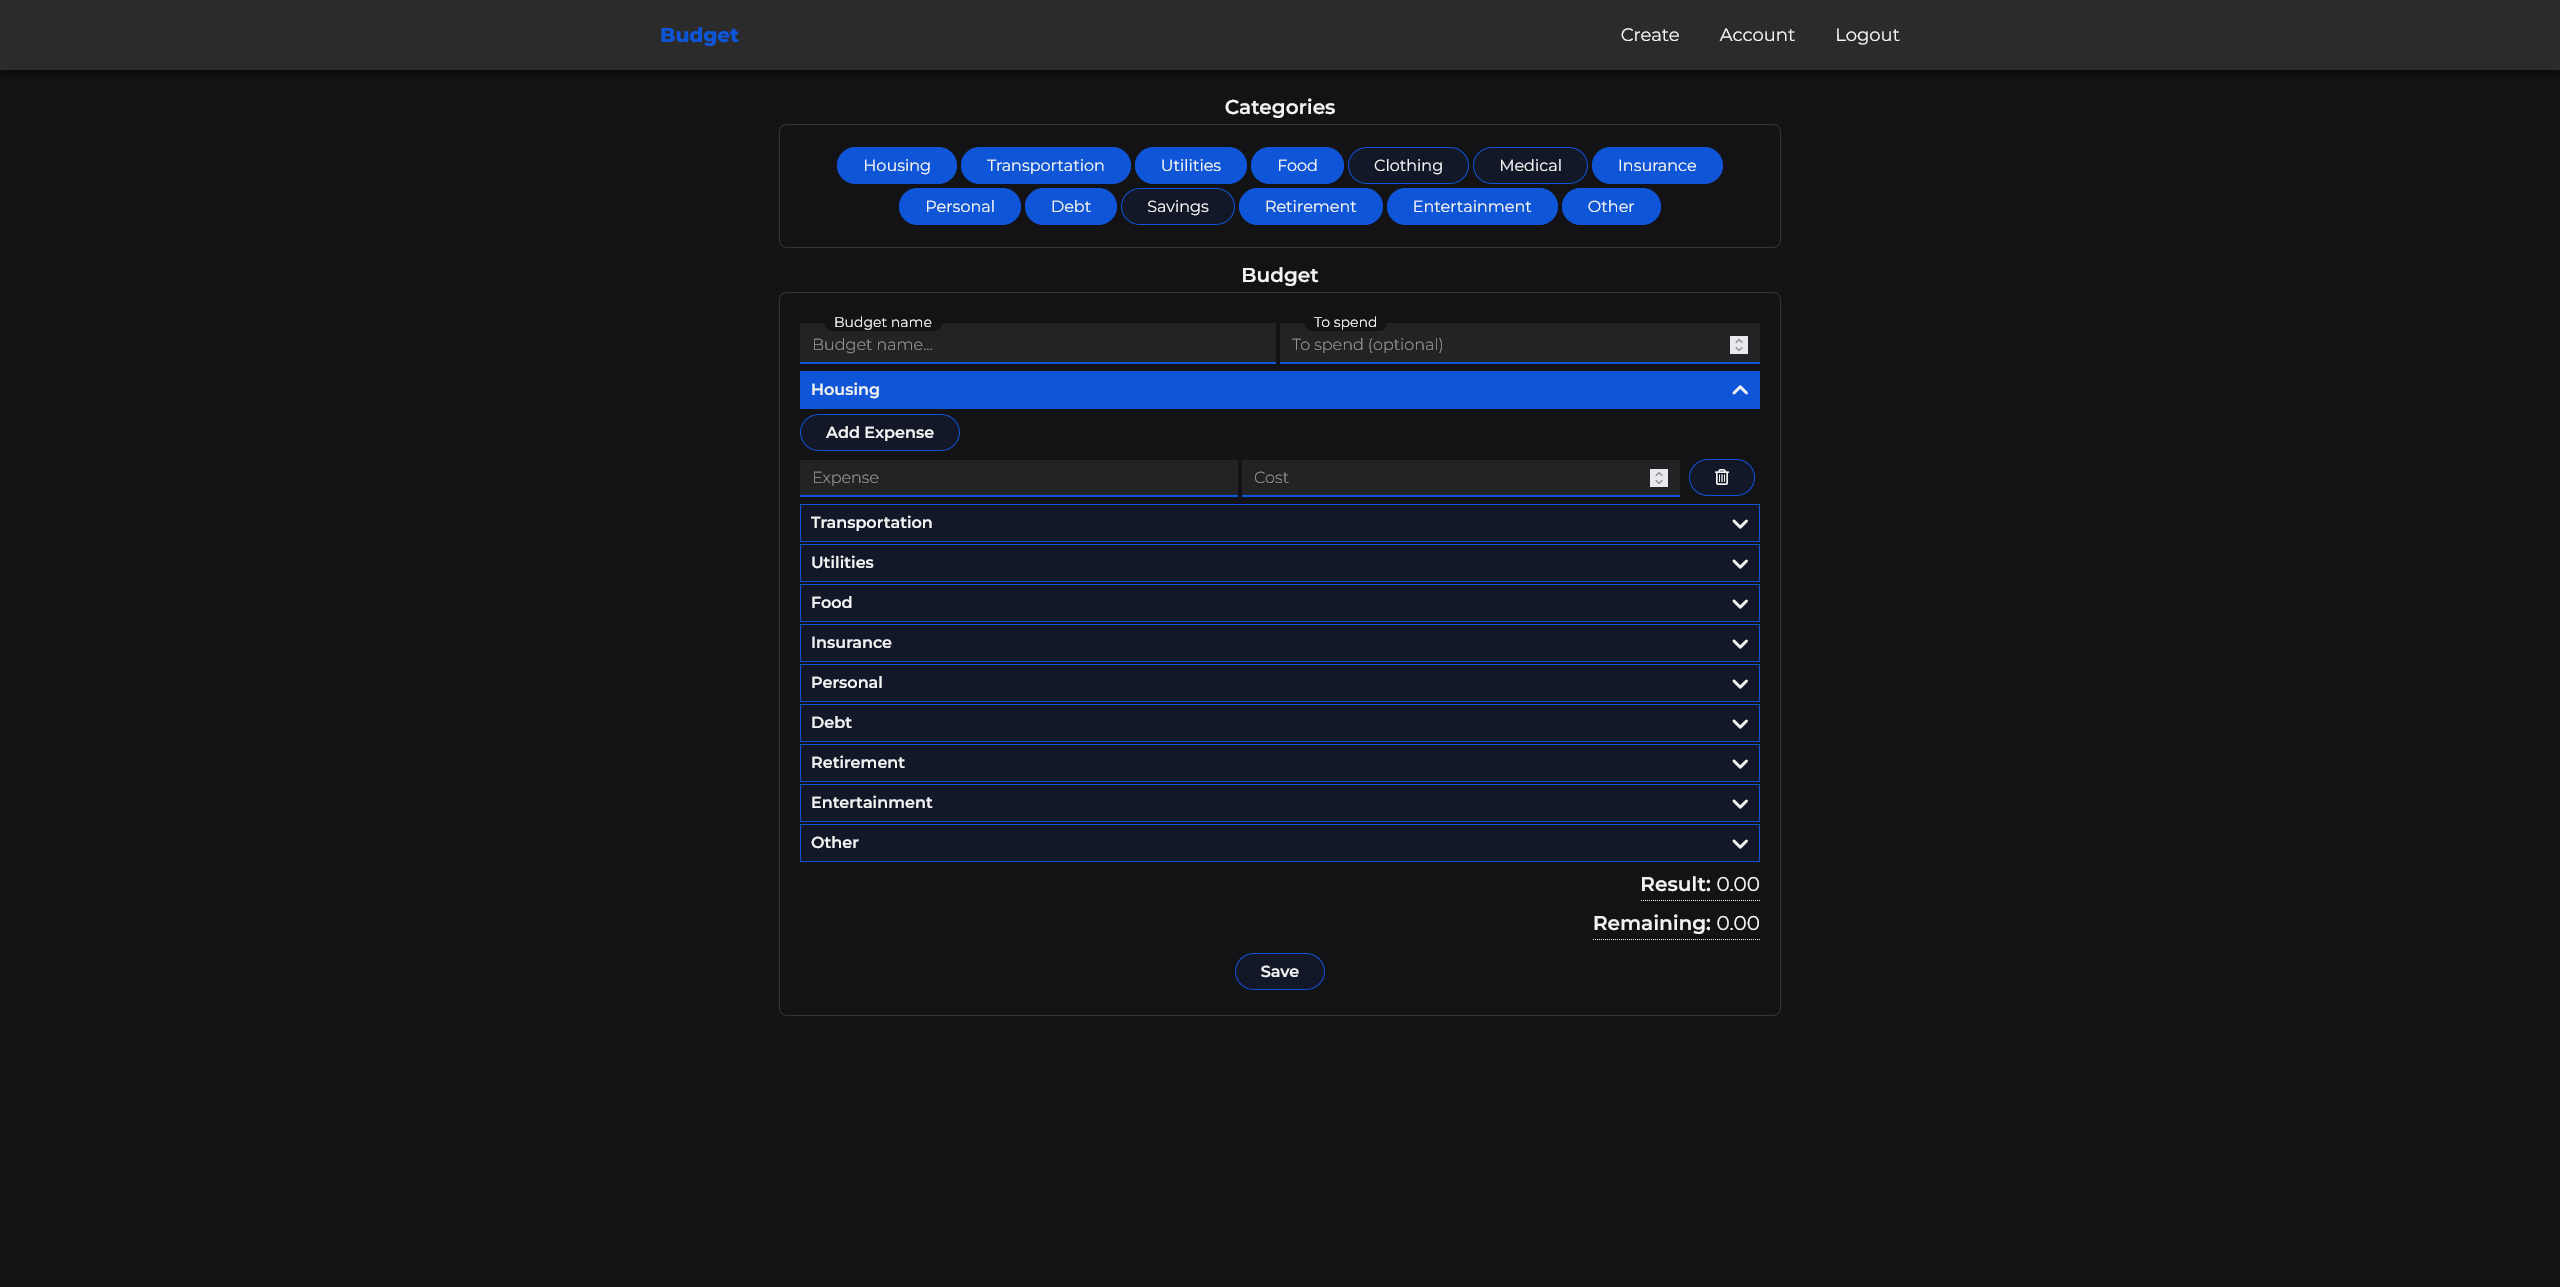 Budget Create Account Logout
Categories
Housing Transportation Utilities Food Clothing Medical Insurance
Personal Debt Savings Retirement Entertainment Other
Budget
Budget name To spend
Budget name... To spend (optional)
Housing
Add Expense
Expense Cost
Transportation
Utilities
Food
Insurance
Personal
Debt
Retirement
Entertainment
Other
Result: 0.00
Remaining: 0.00
Save